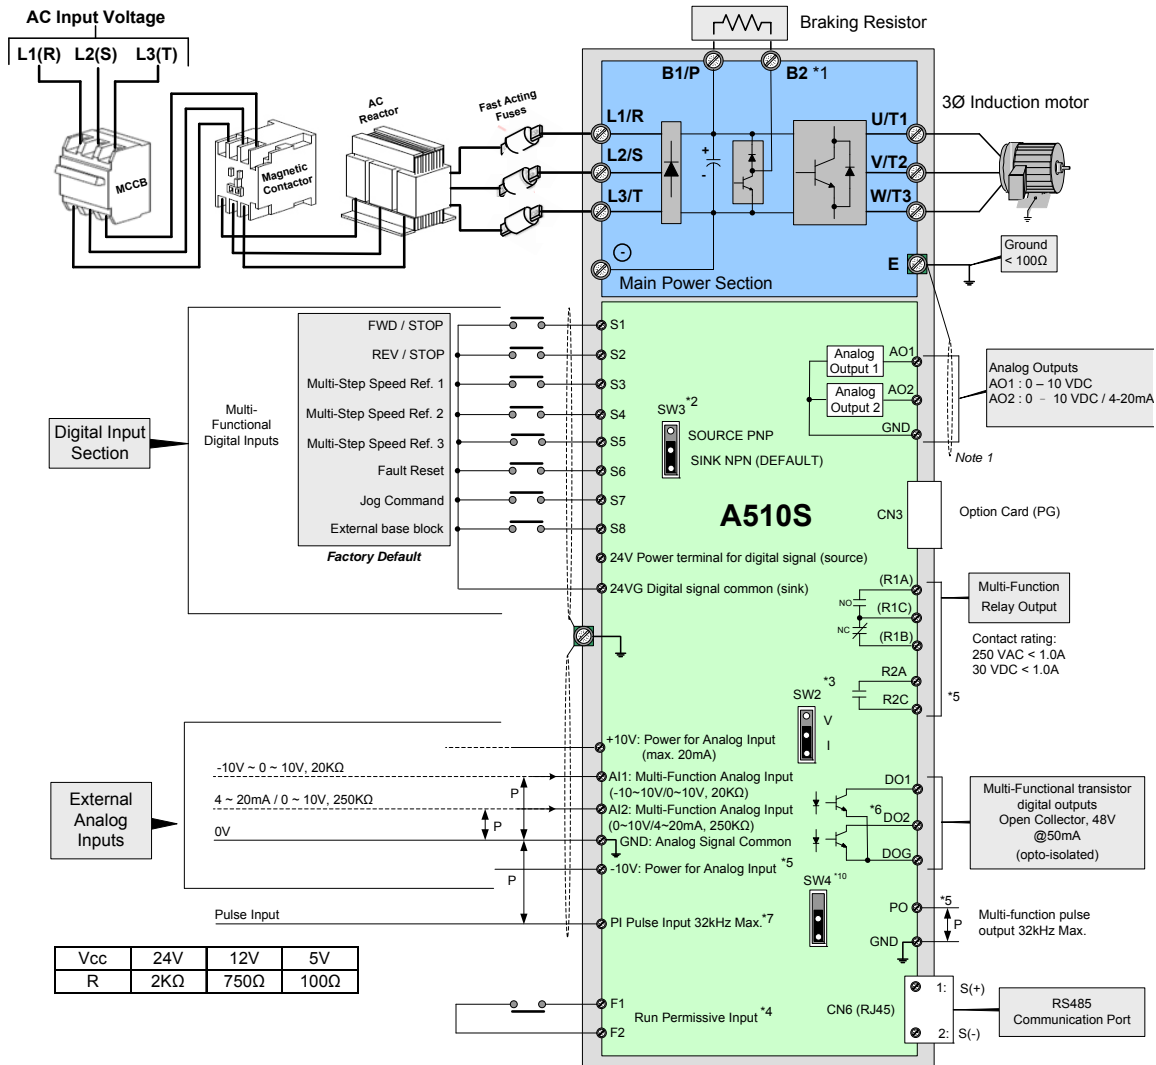 AC Input Voltage
L1(R) L2(S) L3(T)
MCCB
Magnetic
Contactor
AC
Reactor
Fast Acting
Fuses
Braking Resistor
B1/P
B2 *1
L1/R
L2/S
L3/T
+
-
-
U/T1
V/T2
W/T3
3Ø Induction motor
E
Ground
< 100Ω
Main Power Section
Digital Input
Section
Multi-
Functional
Digital Inputs
FWD / STOP
REV / STOP
Multi-Step Speed Ref. 1
Multi-Step Speed Ref. 2
Multi-Step Speed Ref. 3
Fault Reset
Jog Command
External base block
Factory Default
S1
S2
S3
S4
S5
S6
S7
S8
24V Power terminal for digital signal (source)
24VG Digital signal common (sink)
SW3 *2
SOURCE PNP
SINK NPN (DEFAULT)
A510S
Analog
Output 1
AO1
Analog
Output 2
AO2
GND
Analog Outputs
AO1 : 0 – 10 VDC
AO2 : 0 - 10 VDC / 4-20mA
Note 1
CN3
Option Card (PG)
(R1A)
NO
(R1C)
NC
(R1B)
R2A
R2C
*5
Multi-Function
Relay Output
Contact rating:
250 VAC < 1.0A
30 VDC < 1.0A
SW2 *3
V
I
External
Analog
Inputs
-10V ~ 0 ~ 10V, 20KΩ
4 ~ 20mA / 0 ~ 10V, 250KΩ
0V
P
P
P
Pulse Input
+10V: Power for Analog Input
(max. 20mA)
AI1: Multi-Function Analog Input
(-10~10V/0~10V, 20KΩ)
AI2: Multi-Function Analog Input
(0~10V/4~20mA, 250KΩ)
GND: Analog Signal Common
-10V: Power for Analog Input *5
PI Pulse Input 32kHz Max.*7
DO1
*6
DO2
DOG
Multi-Functional transistor
digital outputs
Open Collector, 48V
@50mA
(opto-isolated)
SW4 *10
PO
*5
P
GND
Multi-function pulse
output 32kHz Max.
Vcc 24V 12V 5V
R 2KΩ 750Ω 100Ω
F1
Run Permissive Input *4
F2
CN6 (RJ45)
1: S(+)
2: S(-)
RS485
Communication Port